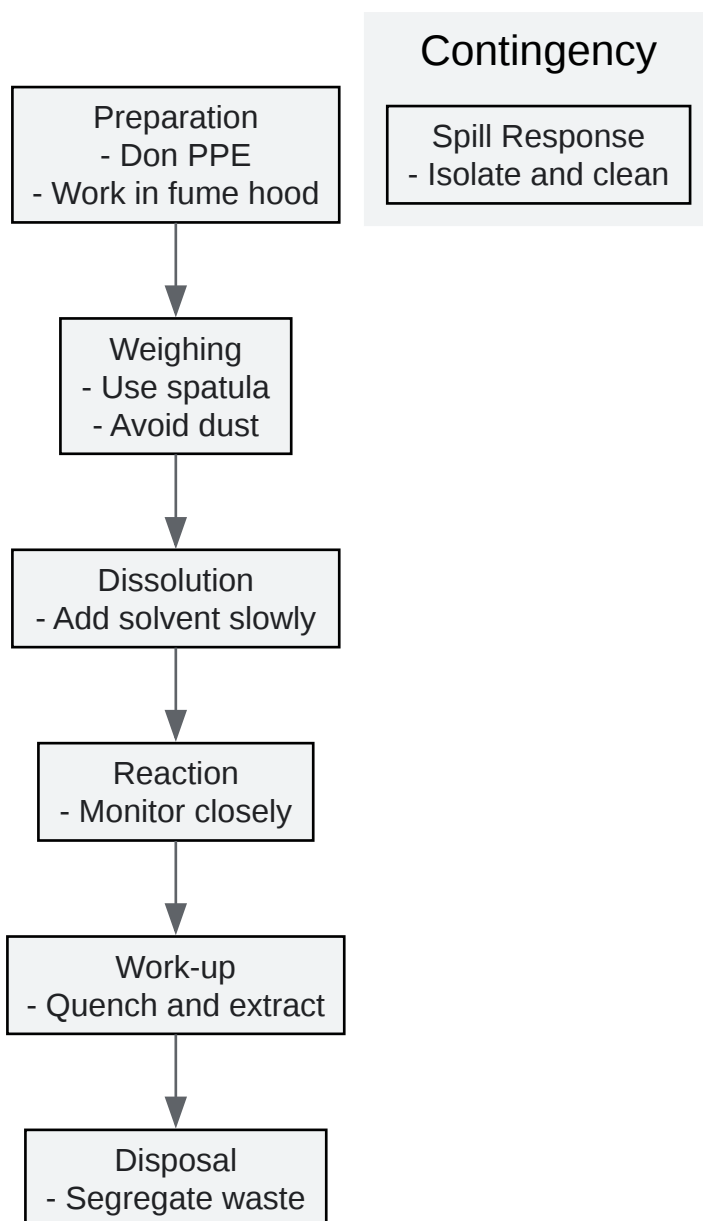 Contingency
Preparation
- Don PPE
- Work in fume hood
Spill Response
- Isolate and clean
Weighing
- Use spatula
- Avoid dust
Dissolution
- Add solvent slowly
Reaction
- Monitor closely
Work-up
- Quench and extract
Disposal
- Segregate waste